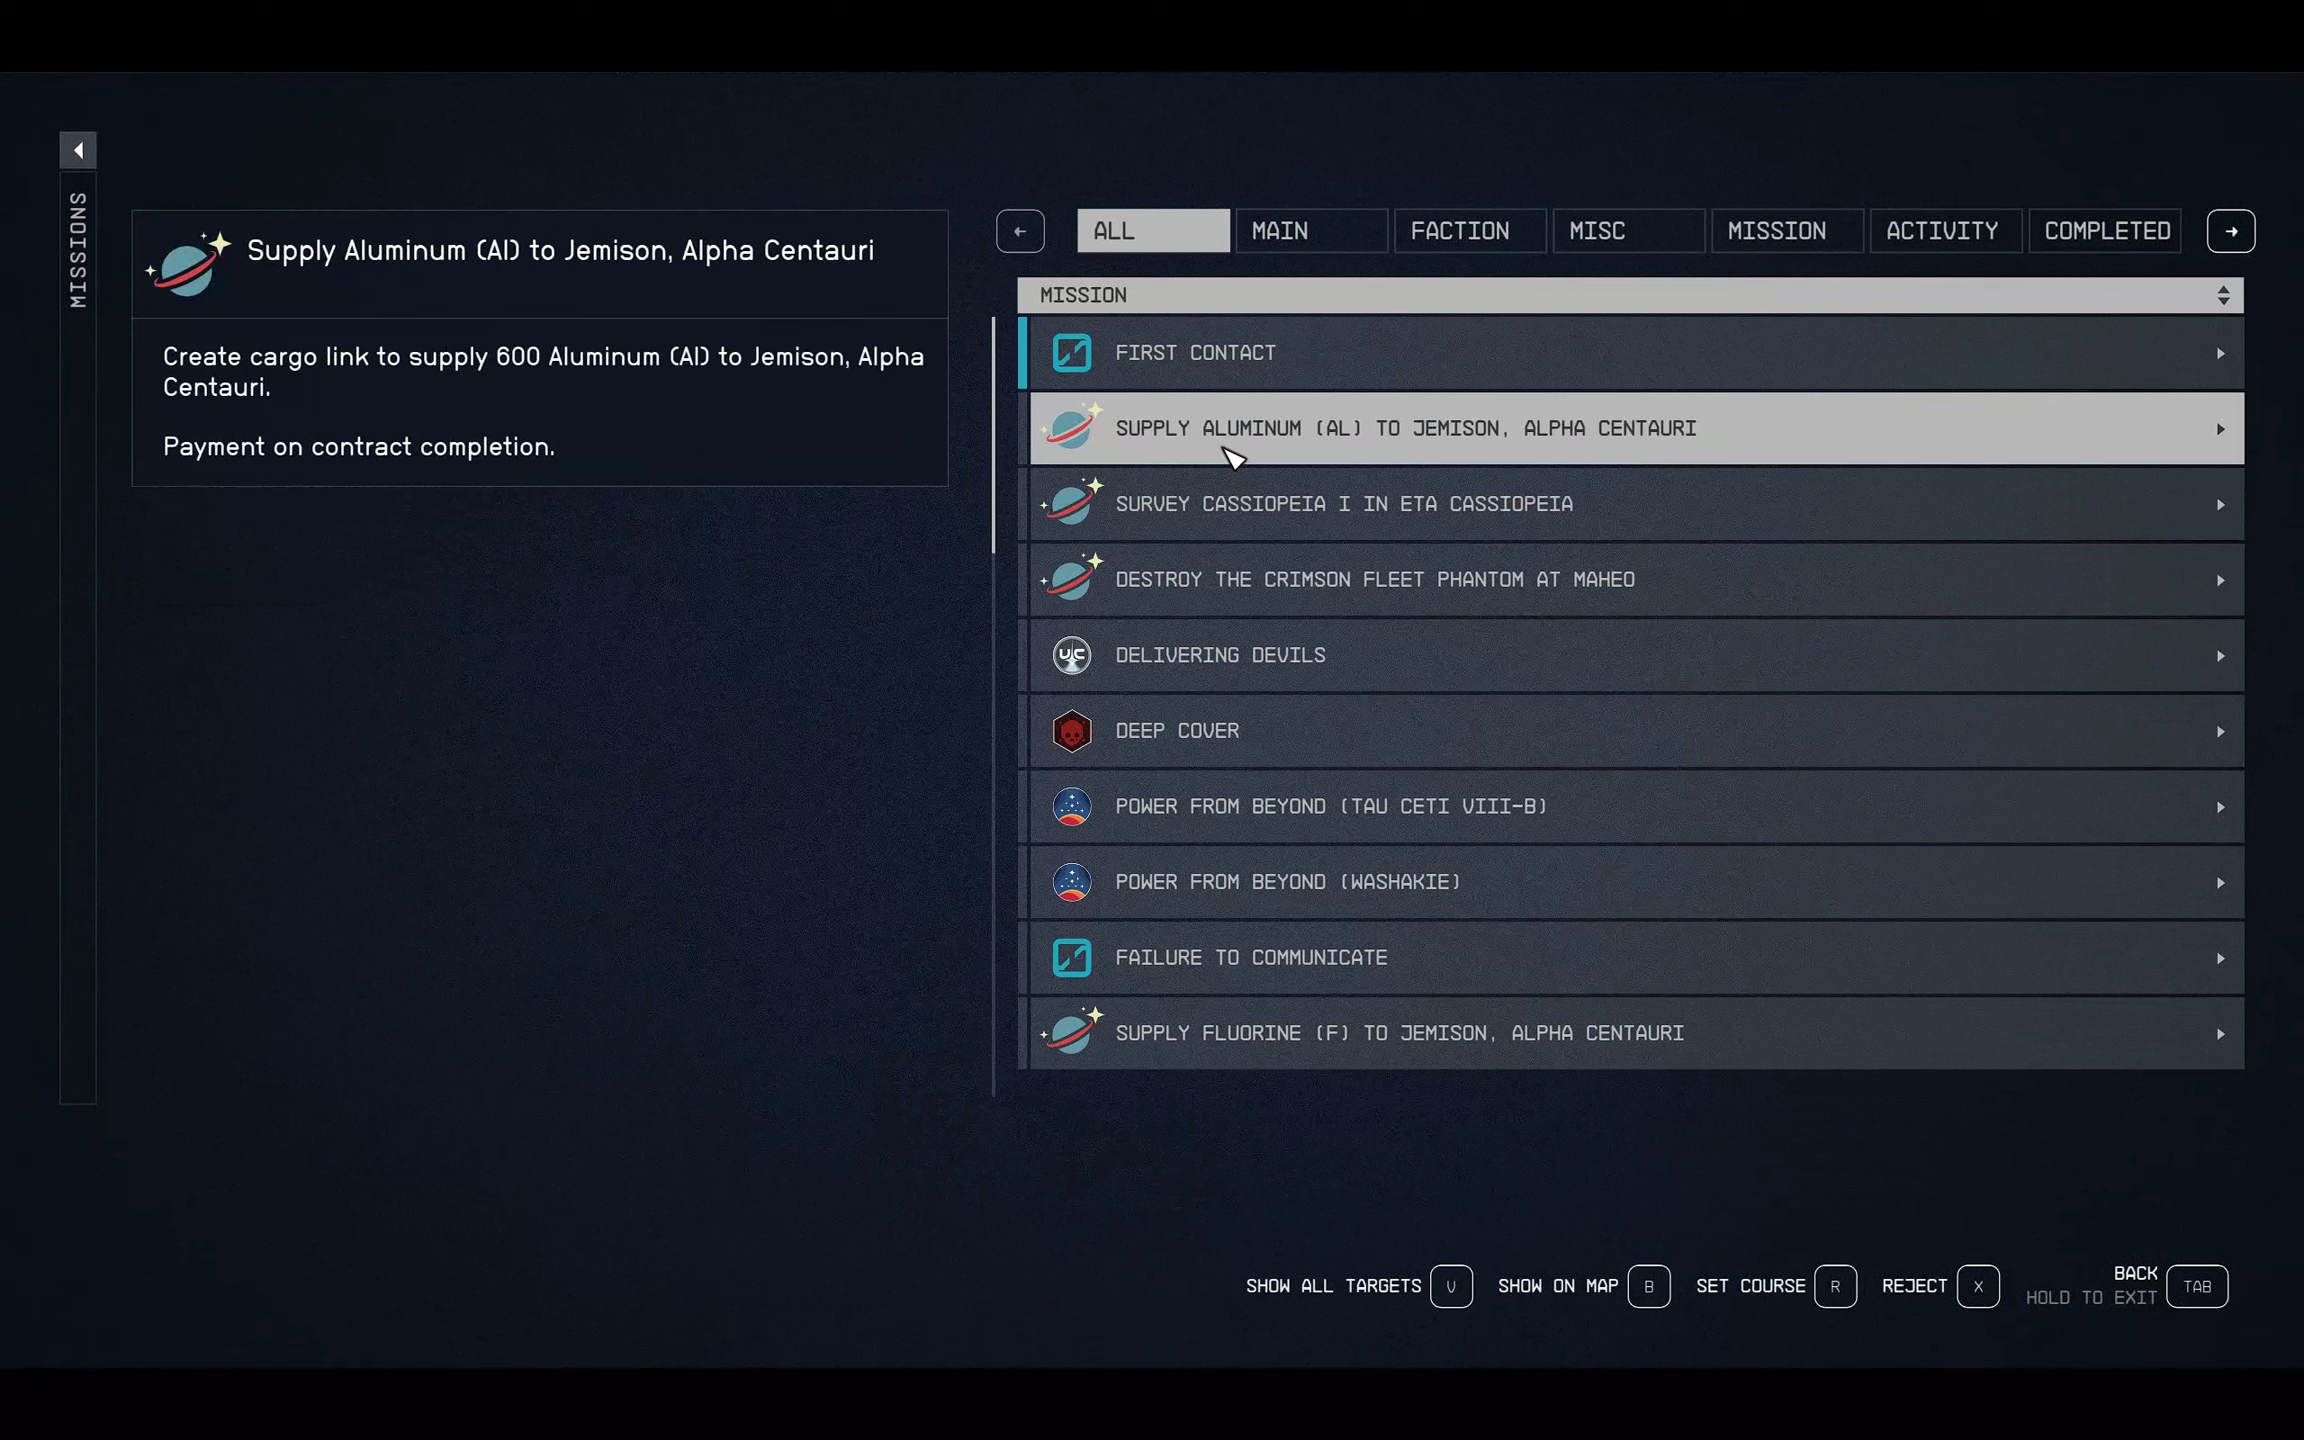 MISSIONS
Supply Aluminum (Al) to Jemison, Alpha Centauri
Create cargo link to supply 600 Aluminum (Al) to Jemison, Alpha
Centauri.
Payment on contract completion.
ALL
MAIN
FACTION
MISC
MISSION
ACTIVITY
COMPLETED
MISSION
FIRST CONTACT
SUPPLY ALUMINUM (AL) TO JEMISON, ALPHA CENTAURI
SURVEY CASSIOPEIA I IN ETA CASSIOPEIA
DESTROY THE CRIMSON FLEET PHANTOM AT MAHEO
UC
DELIVERING DEVILS
DEEP COVER
POWER FROM BEYOND (TAU CETI VIII-B)
POWER FROM BEYOND (WASHAKIE)
FAILURE TO COMMUNICATE
SUPPLY FLUORINE (F) TO JEMISON, ALPHA CENTAURI
SHOW ALL TARGETS V
SHOW ON MAP B
SET COURSE R
REJECT X
BACK
HOLD TO EXIT
TAB